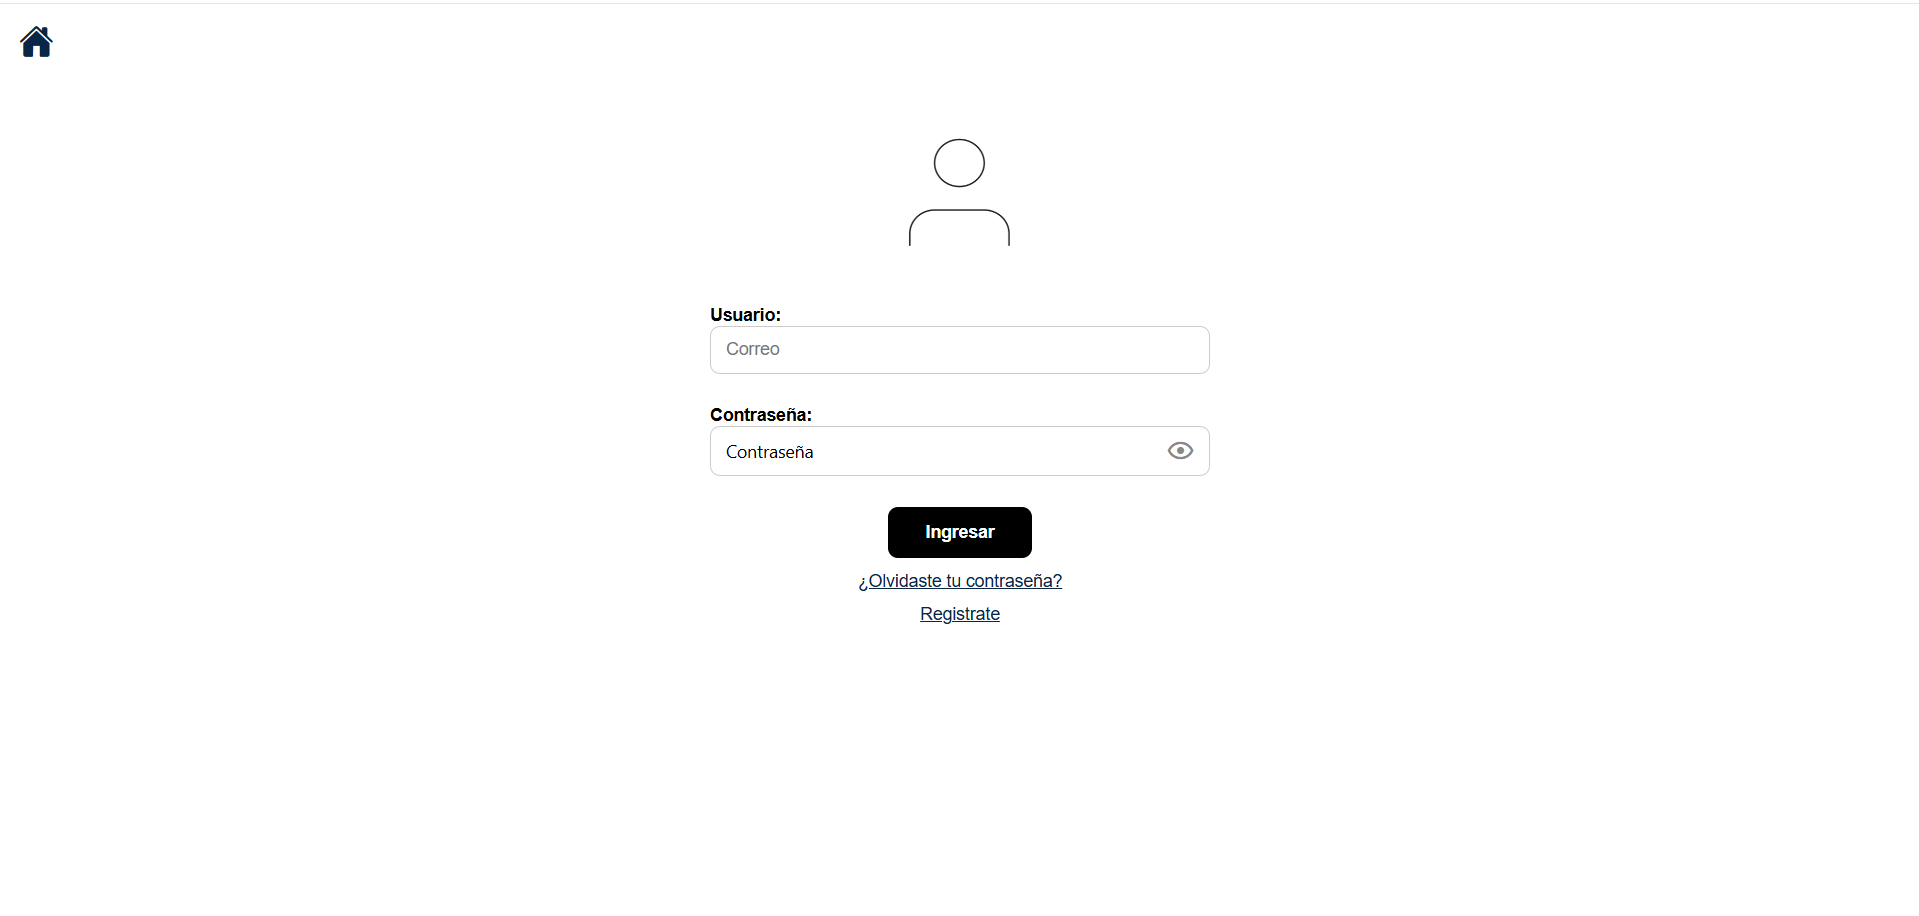 Usuario:
Correo
Contraseña:
Contraseña
Ingresar
¿Olvidaste tu contraseña?
Registrate